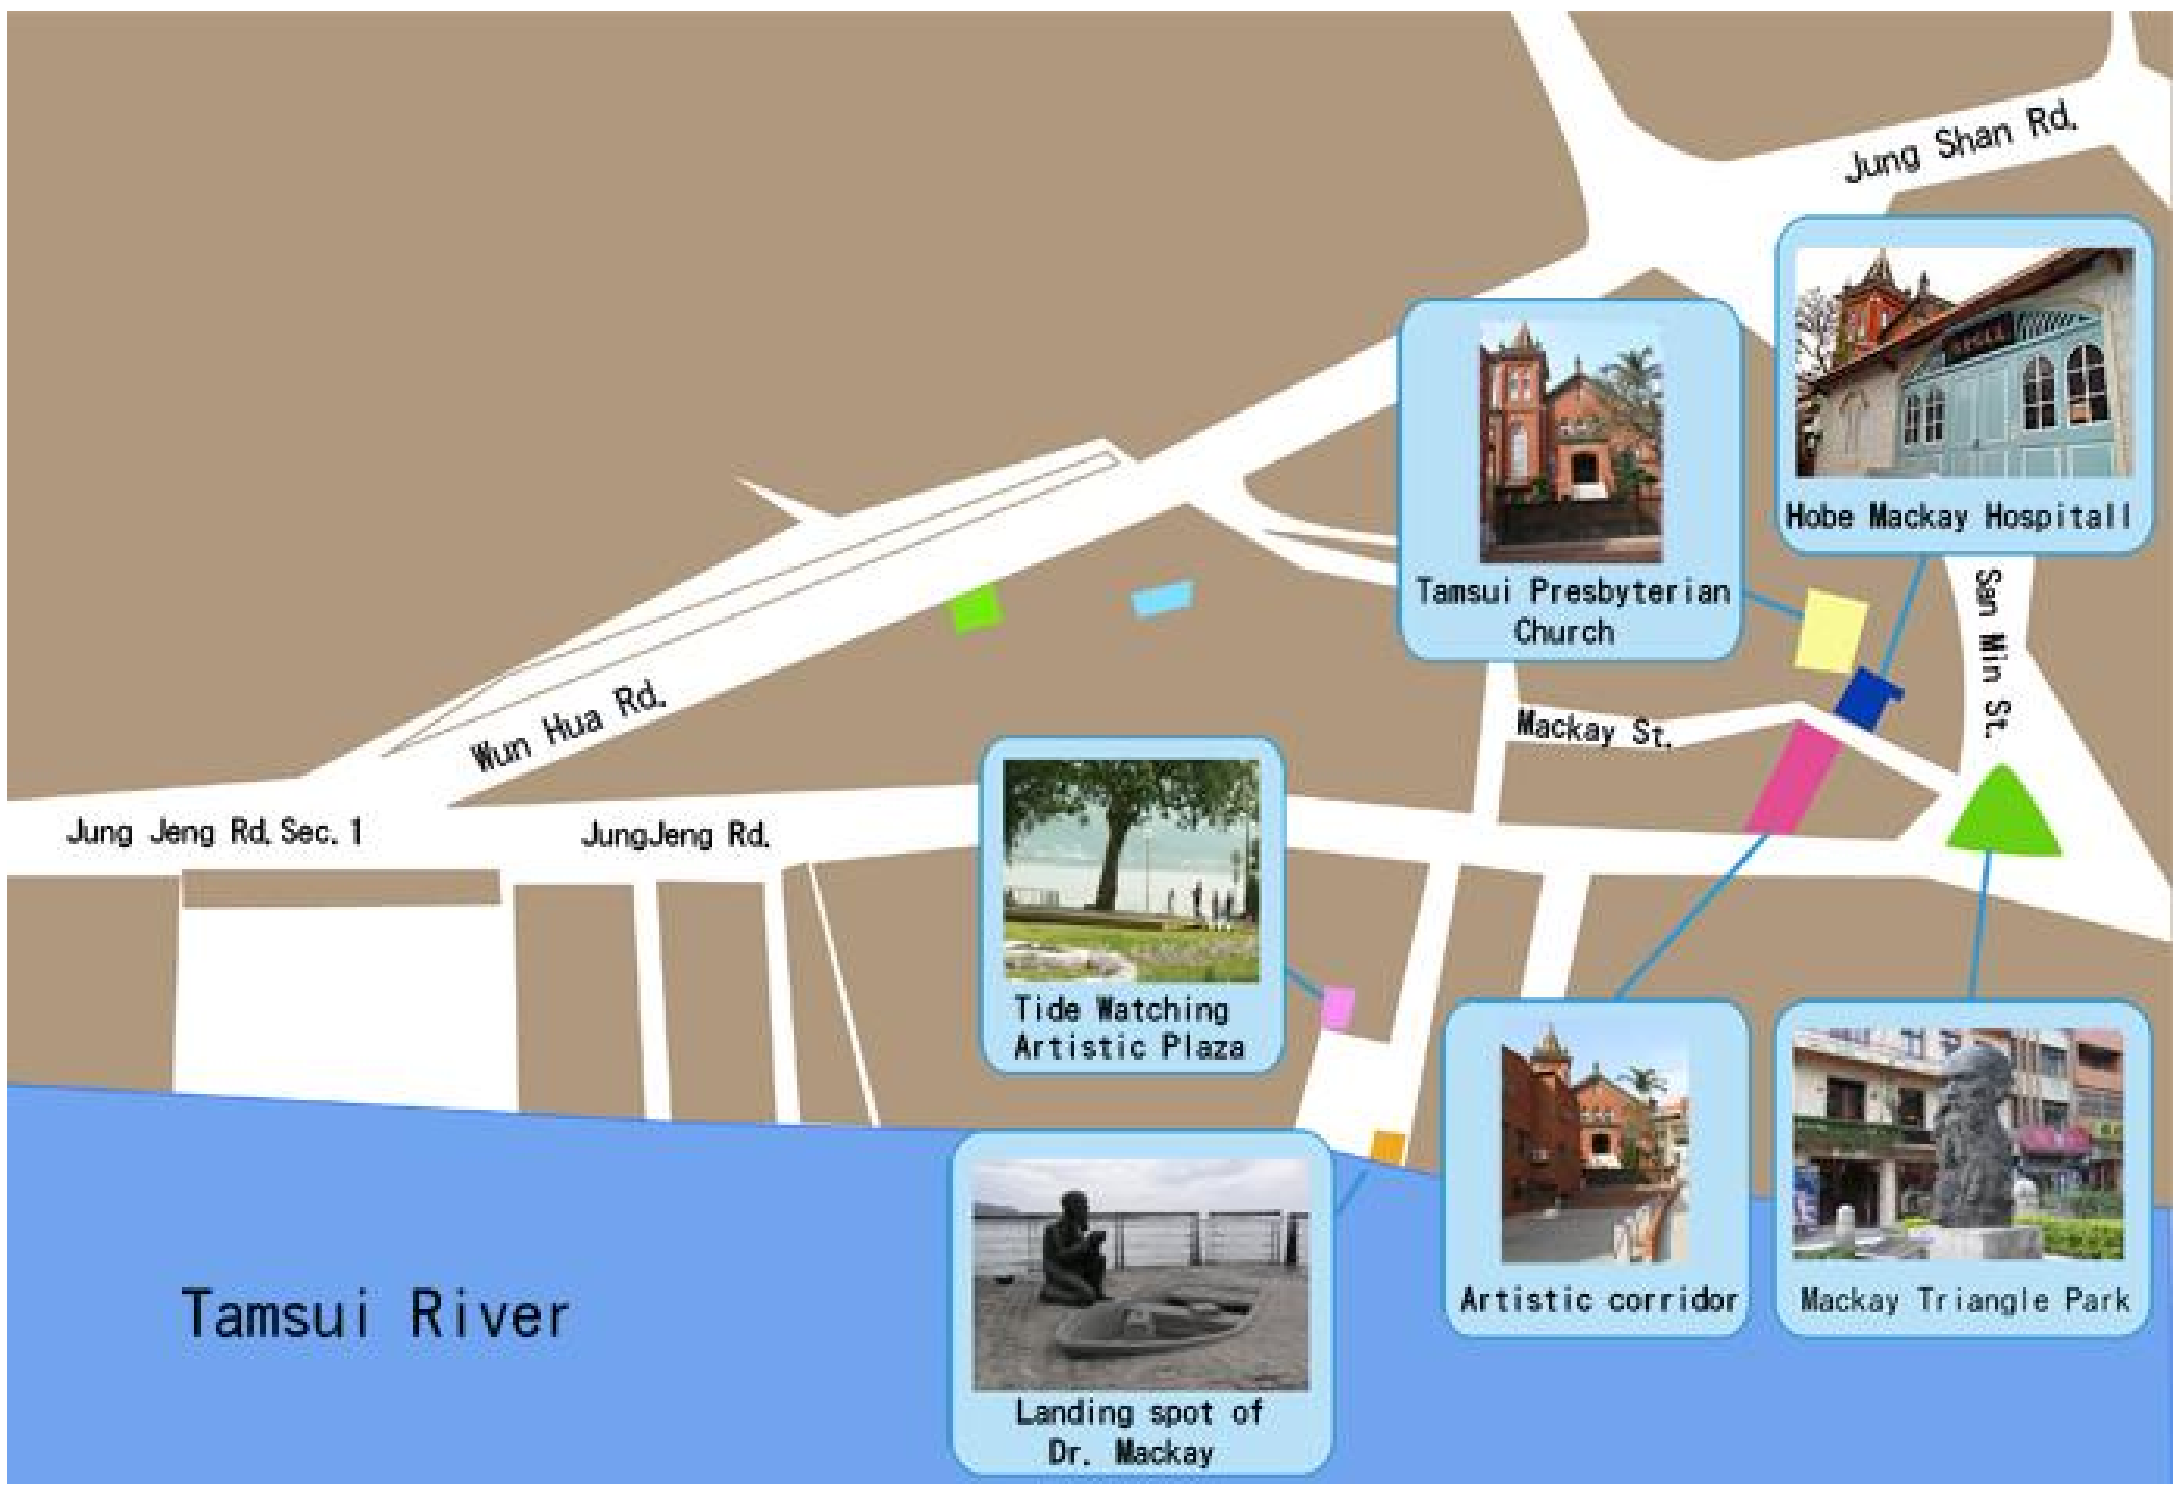 Jung Shan Rd.
Hobe Mackay Hospitall
Tamsui Presbyterian
Church
San Min St.
Wun Hua Rd.
Mackay St.
Jung Jeng Rd. Sec. 1
JungJeng Rd.
Tide Watching
Artistic Plaza
Artistic corridor
Mackay Triangle Park
Tamsui River
Landing spot of
Dr. Mackay